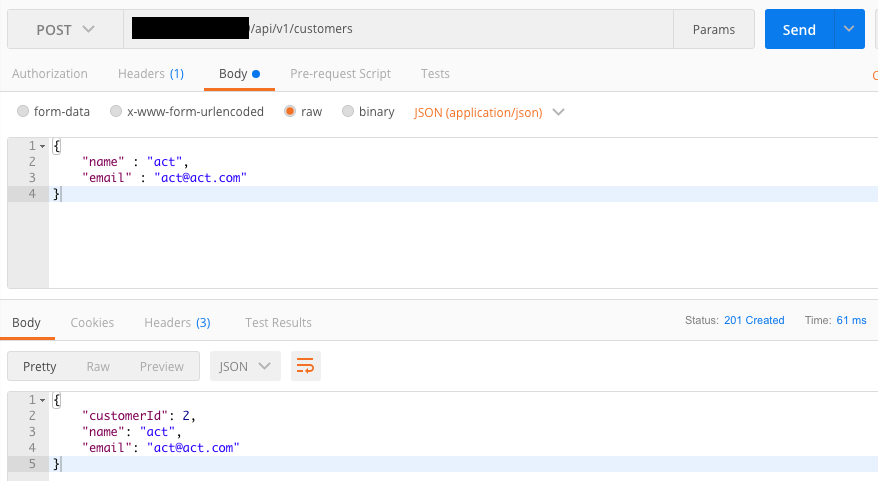 POST /api/v1/customers Params Send
Authorization Headers (1) Body Pre-request Script Tests
form-data x-www-form-urlencoded raw binary JSON (application/json)
1 {
2 "name" : "act",
3 "email" : "act@act.com"
4 }
Body Cookies Headers (3) Test Results Status: 201 Created Time: 61 ms
Pretty Raw Preview JSON
1 {
2 "customerId": 2,
3 "name": "act",
4 "email": "act@act.com"
5 }